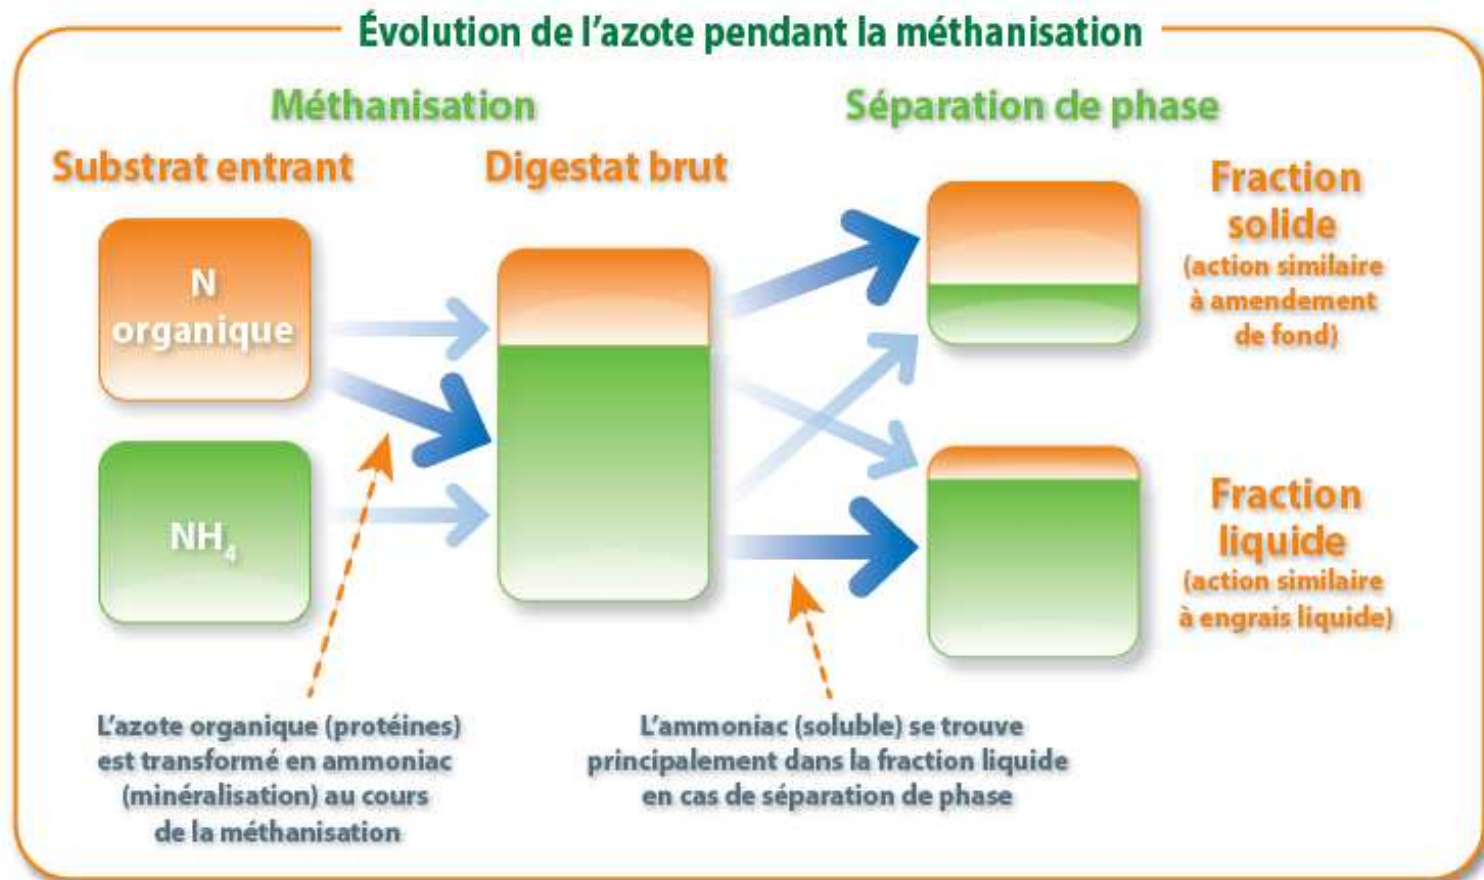 Évolution de l'azote pendant la méthanisation
Méthanisation
Séparation de phase
Substrat entrant
Digestat brut
N
organique
NH₄
Fraction
solide
(action similaire
à amendement
de fond)
Fraction
liquide
(action similaire
à engrais liquide)
L'azote organique (protéines)
est transformé en ammoniac
(minéralisation) au cours
de la méthanisation
L'ammoniac (soluble) se trouve
principalement dans la fraction liquide
en cas de séparation de phase